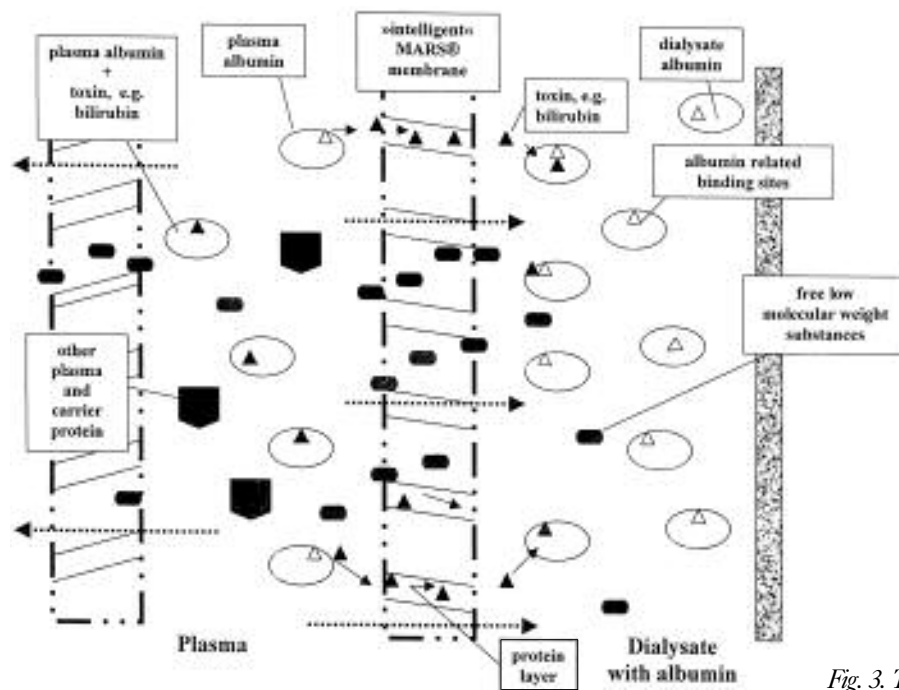 plasma albumin
+
toxin, e.g.
bilirubin
plasma
albumin
»intelligent«
MARS®
membrane
toxin, e.g.
bilirubin
dialysate
albumin
albumin related
binding sites
free low
molecular weight
substances
other
plasma
and
carrier
protein
Plasma
protein
layer
Dialysate
with albumin
Fig. 3. T